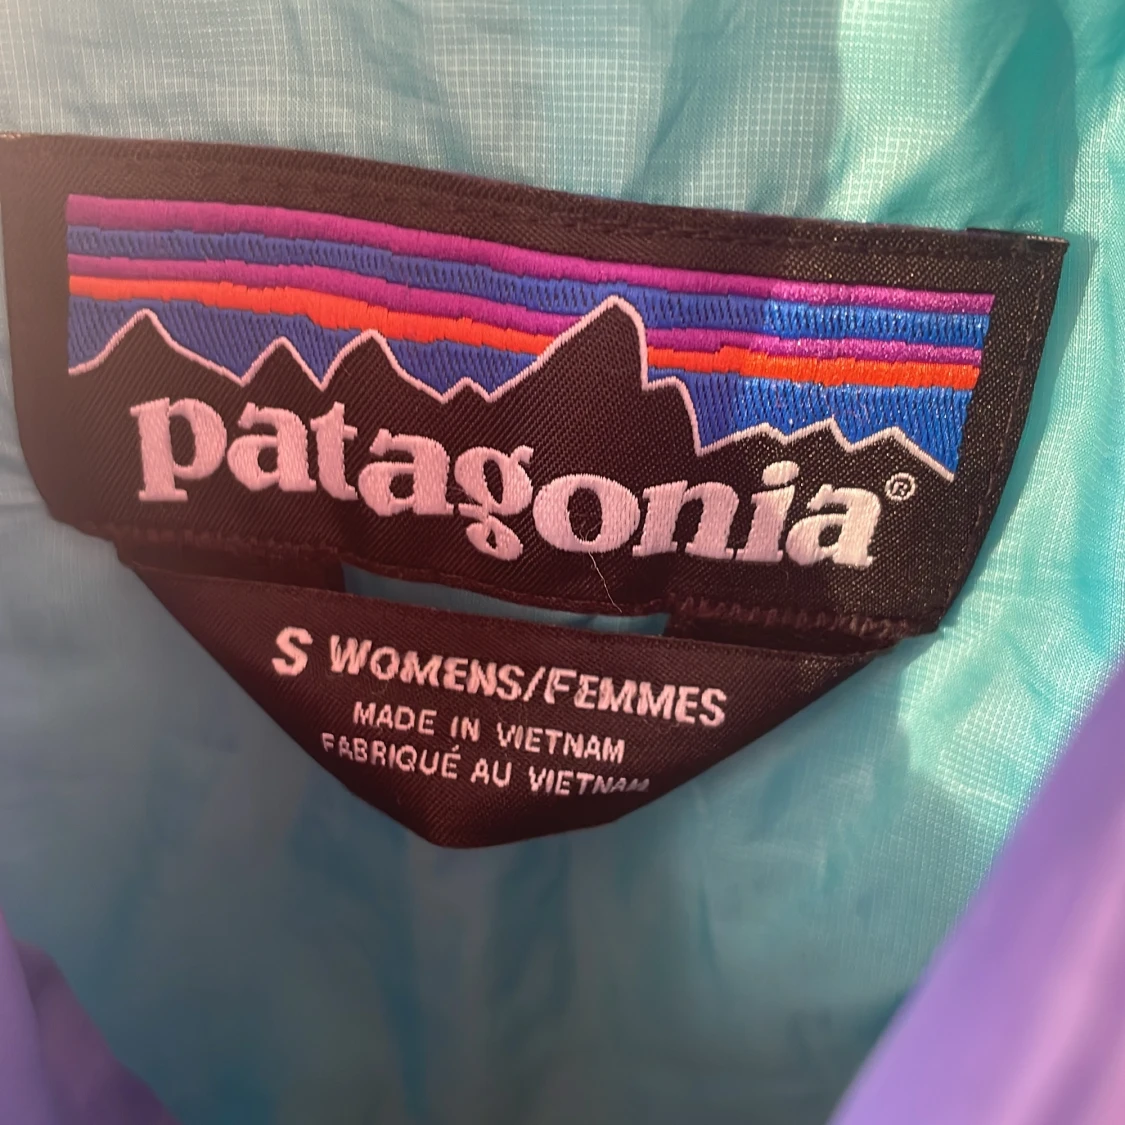 patagonia®
S WOMENS/FEMMES
MADE IN VIETNAM
FABRIQUÉ AU VIETNAM